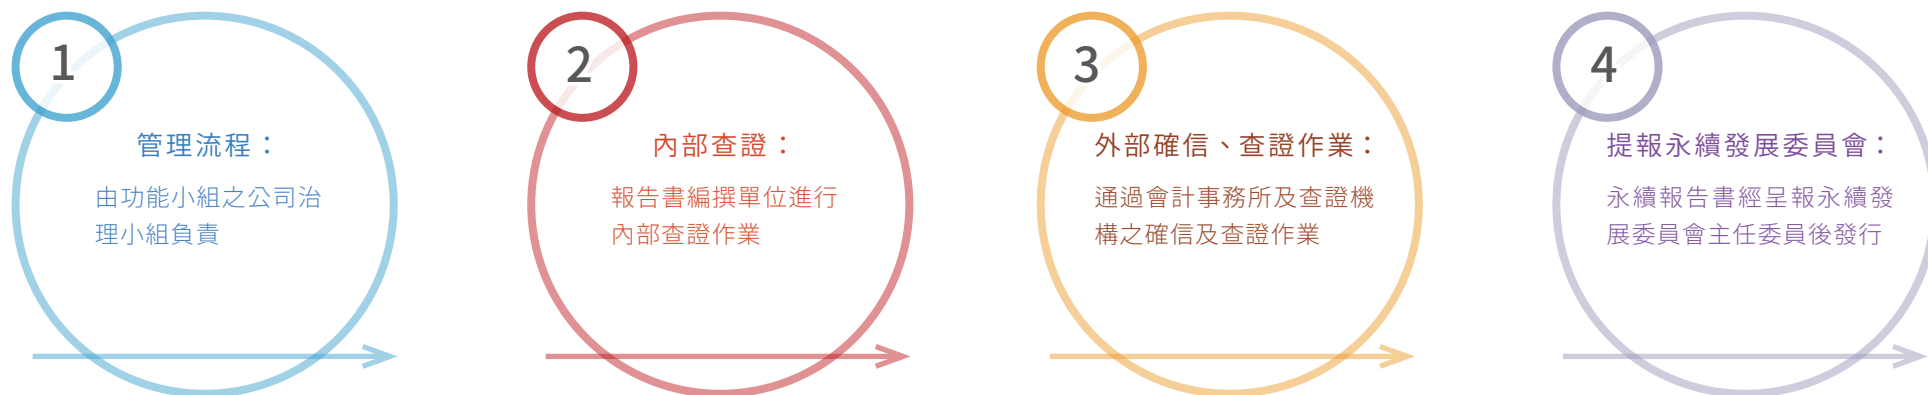 1
管理流程：
由功能小組之公司治
理小組負責
2
內部查證：
報告書編撰單位進行
內部查證作業
3
外部確信、查證作業：
通過會計事務所及查證機
構之確信及查證作業
4
提報永續發展委員會：
永續報告書經呈報永續發
展委員會主任委員後發行